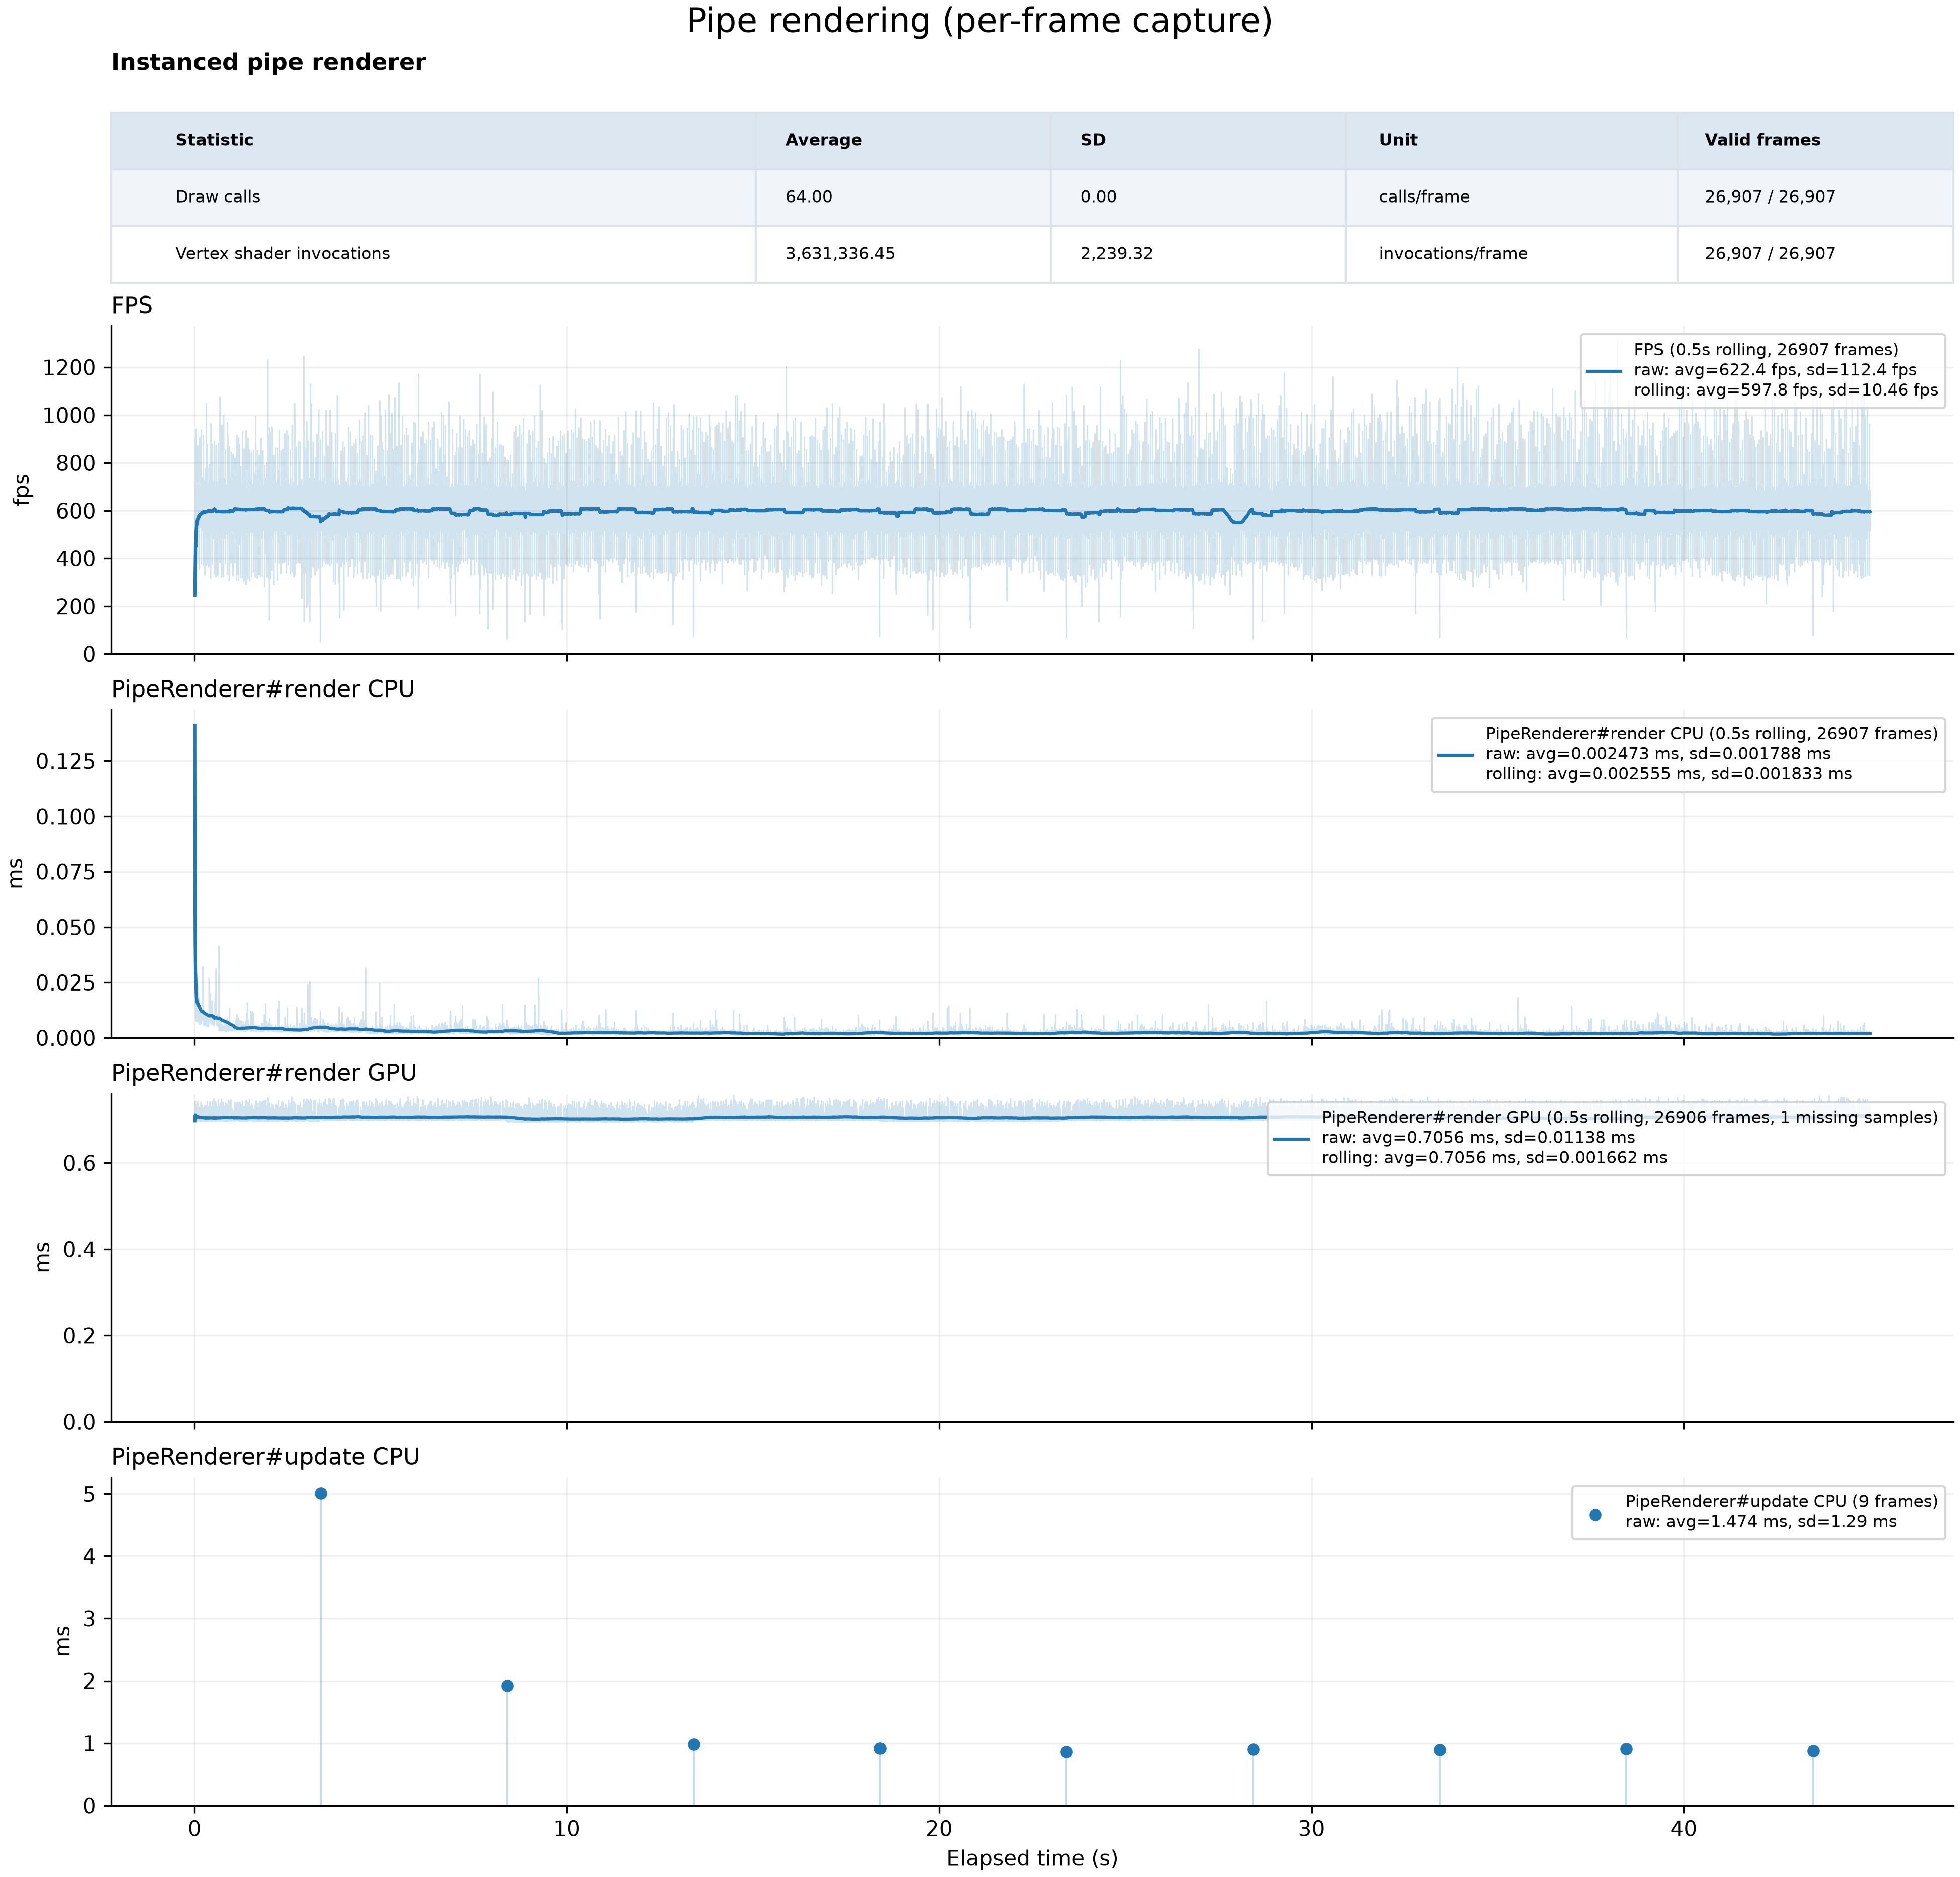 Pipe rendering (per-frame capture)
Instanced pipe renderer
Statistic Average SD Unit Valid frames
Draw calls 64.00 0.00 calls/frame 26,907 / 26,907
Vertex shader invocations 3,631,336.45 2,239.32 invocations/frame 26,907 / 26,907
FPS
1200
1000
800
600
400
200
0
fps
FPS (0.5s rolling, 26907 frames)
raw: avg=622.4 fps, sd=112.4 fps
rolling: avg=597.8 fps, sd=10.46 fps
PipeRenderer#render CPU
0.125
0.100
0.075
0.050
0.025
0.000
ms
PipeRenderer#render CPU (0.5s rolling, 26907 frames)
raw: avg=0.002473 ms, sd=0.001788 ms
rolling: avg=0.002555 ms, sd=0.001833 ms
PipeRenderer#render GPU
0.6
0.4
0.2
0.0
ms
PipeRenderer#render GPU (0.5s rolling, 26906 frames, 1 missing samples)
raw: avg=0.7056 ms, sd=0.01138 ms
rolling: avg=0.7056 ms, sd=0.001662 ms
PipeRenderer#update CPU
5
4
3
2
1
0
ms
PipeRenderer#update CPU (9 frames)
raw: avg=1.474 ms, sd=1.29 ms
0 10 20 30 40
Elapsed time (s)